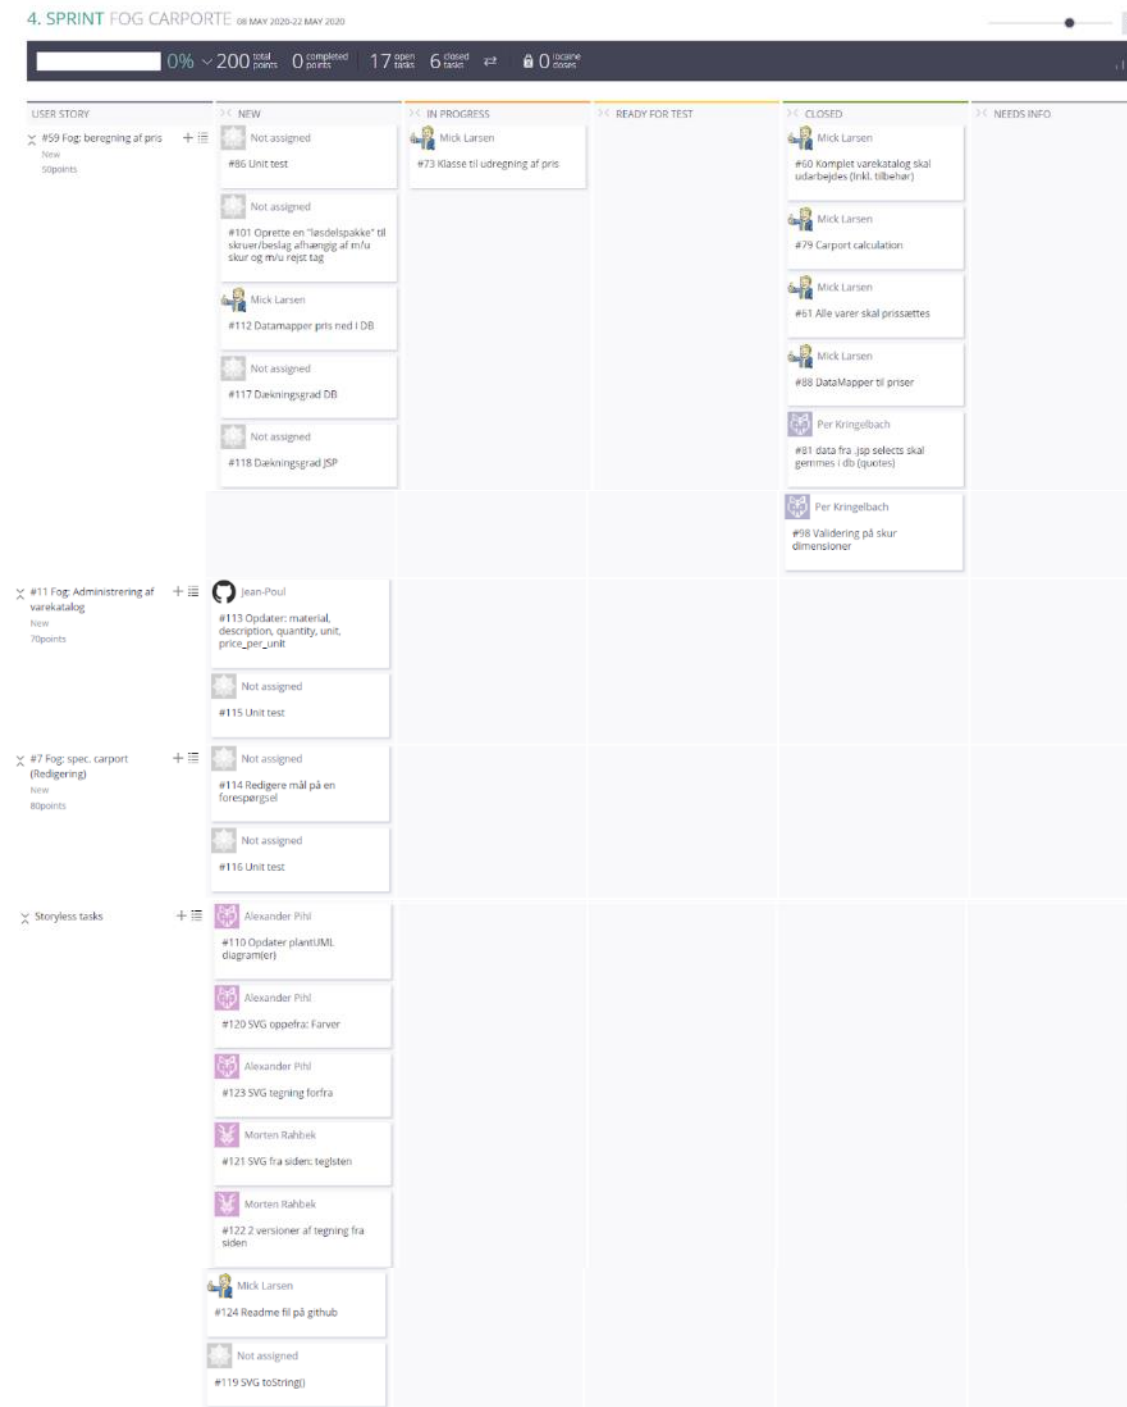 4. SPRINT FOG CARPORTE 08 MAY 2020-22 MAY 2020
0% 200 total points 0 completed points 17 open tasks 6 closed tasks 0 iocaine doses
USER STORY NEW IN PROGRESS READY FOR TEST CLOSED NEEDS INFO
#59 Fog: beregning af pris
New
50points
Not assigned
#86 Unit test
Not assigned
#101 Oprette en "løsdelspakke" til
skruer/beslag afhængig af m/u
skur og m/u rejst tag
Mick Larsen
#112 Datamapper pris ned I DB
Not assigned
#117 Dækningsgrad DB
Not assigned
#118 Dækningsgrad JSP
Mick Larsen
#73 Klasse til udregning af pris
Mick Larsen
#60 Komplet varekatalog skal
udarbejdes (Inkl. tilbehør)
Mick Larsen
#79 Carport calculation
Mick Larsen
#61 Alle varer skal prissættes
Mick Larsen
#88 DataMapper til priser
Per Kringelbach
#81 data fra .jsp selects skal
gemmes i db (quotes)
Per Kringelbach
#98 Validering på skur
dimensioner
#11 Fog: Administrering af
varekatalog
New
70points
Jean-Poul
#113 Opdater: material,
description, quantity, unit,
price_per_unit
Not assigned
#115 Unit test
#7 Fog: spec. carport
(Redigering)
New
80points
Not assigned
#114 Redigere mål på en
forespørgsel
Not assigned
#116 Unit test
Storyless tasks
Alexander Pihl
#110 Opdater plantUML
diagram(er)
Alexander Pihl
#120 SVG oppefra: Farver
Alexander Pihl
#123 SVG tegning forfra
Morten Rahbek
#121 SVG fra siden: teglsten
Morten Rahbek
#122 2 versioner af tegning fra
siden
Mick Larsen
#124 Readme fil på github
Not assigned
#119 SVG toString()